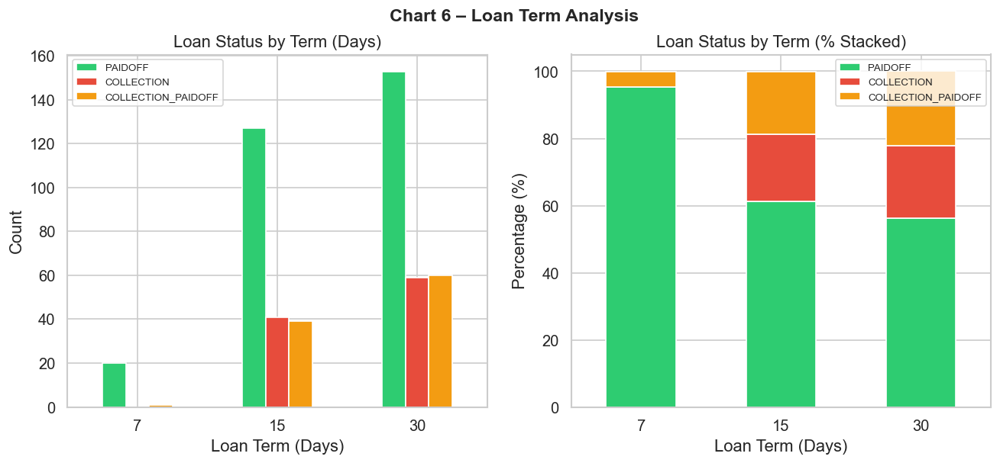 Chart 6 – Loan Term Analysis
Loan Status by Term (Days)
PAIDOFF
COLLECTION
COLLECTION_PAIDOFF
160
140
120
100
80
60
40
20
0
Count
7 15 30
Loan Term (Days)
Loan Status by Term (% Stacked)
PAIDOFF
COLLECTION
COLLECTION_PAIDOFF
100
80
60
40
20
0
Percentage (%)
7 15 30
Loan Term (Days)